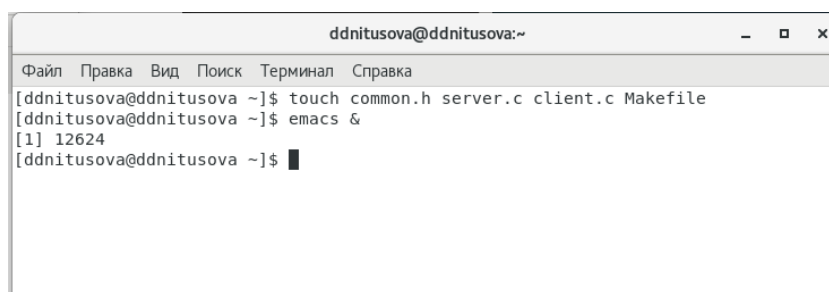 ddnitusova@ddnitusova:~
Файл Правка Вид Поиск Терминал Справка
[ddnitusova@ddnitusova ~]$ touch common.h server.c client.c Makefile
[ddnitusova@ddnitusova ~]$ emacs &
[1] 12624
[ddnitusova@ddnitusova ~]$